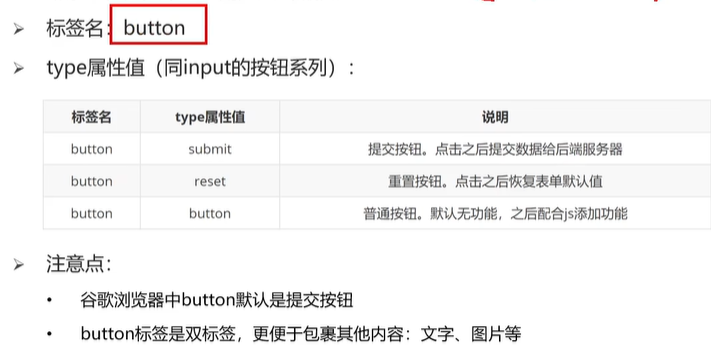 标签名：button
type属性值（同input的按钮系列）：
标签名 type属性值 说明
button submit 提交按钮。点击之后提交数据给后端服务器
button reset 重置按钮。点击之后恢复表单默认值
button button 普通按钮。默认无功能，之后配合js添加功能
注意点：
谷歌浏览器中button默认是提交按钮
button标签是双标签，更便于包裹其他内容：文字、图片等